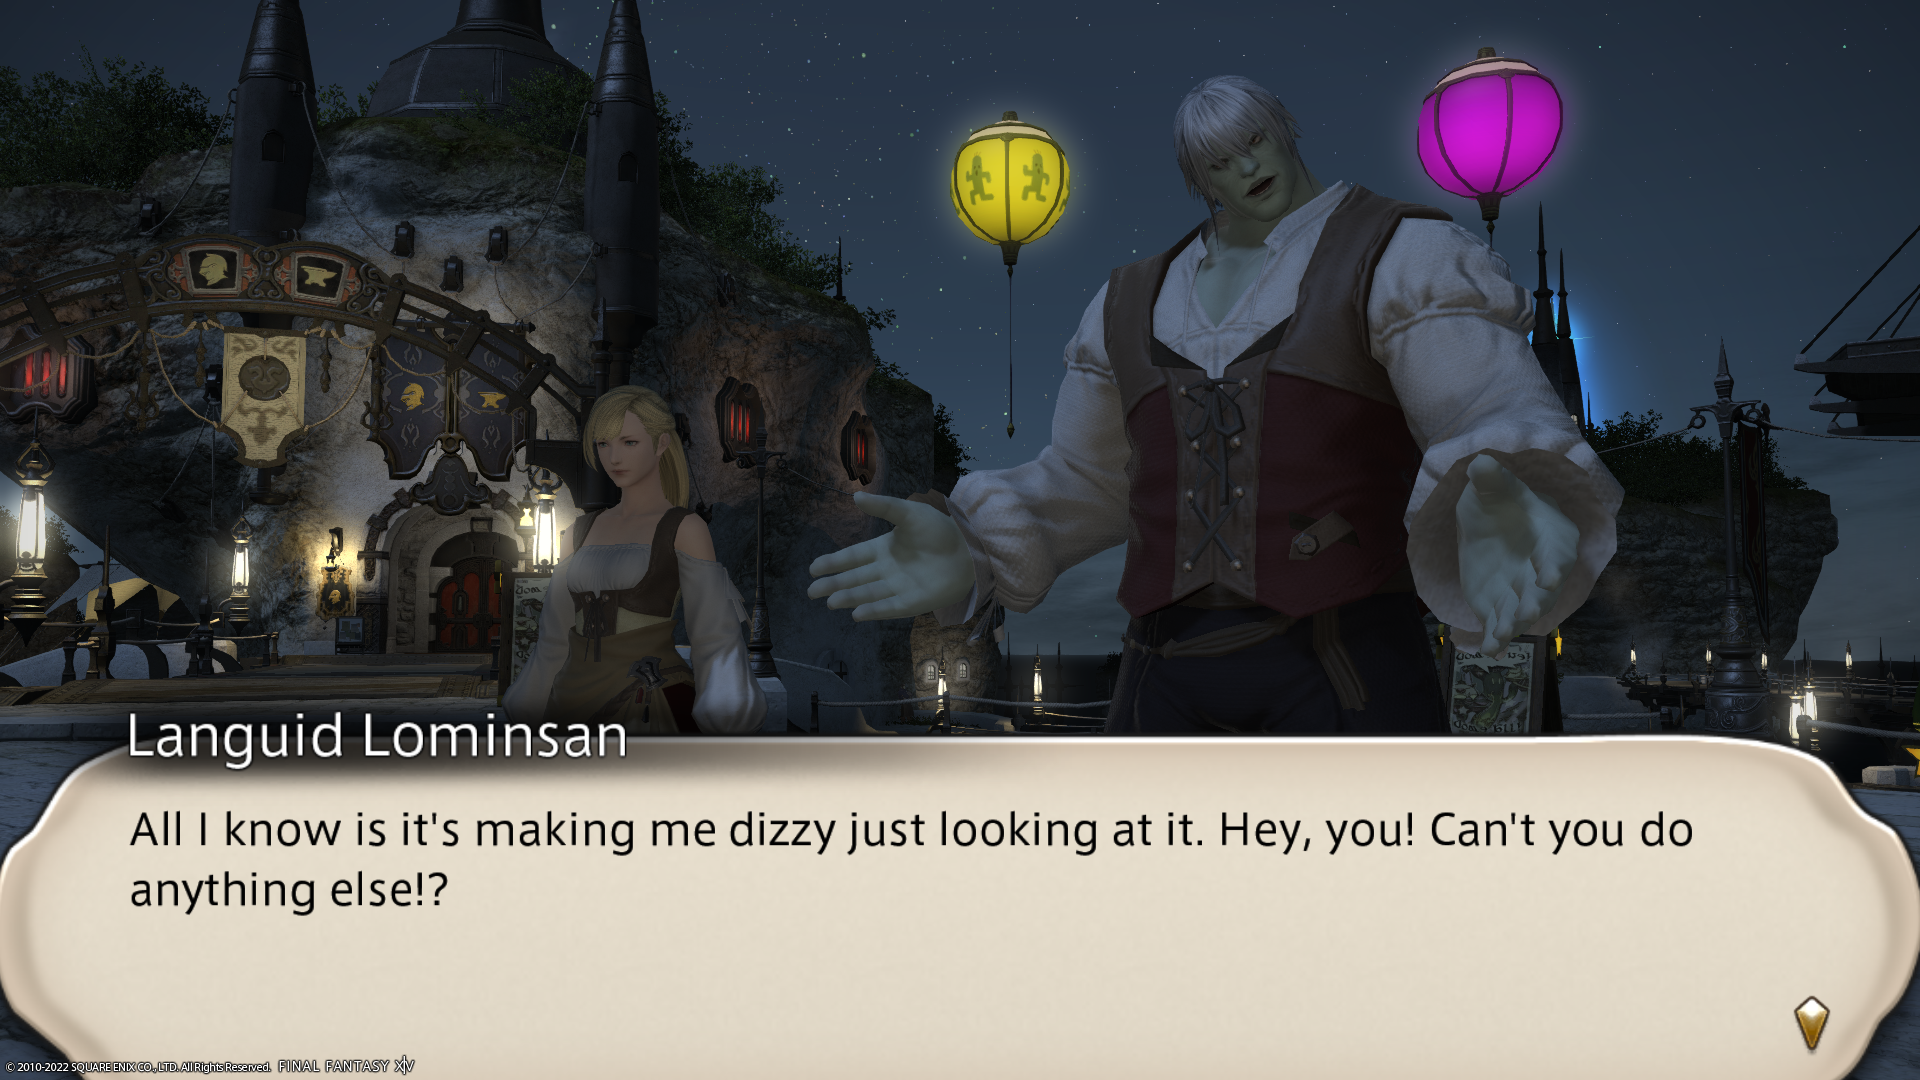 Languid Lominsan
All I know is it's making me dizzy just looking at it. Hey, you! Can't you do
anything else!?
© 2010-2022 SQUARE ENIX CO., LTD. All Rights Reserved. FINAL FANTASY XIV